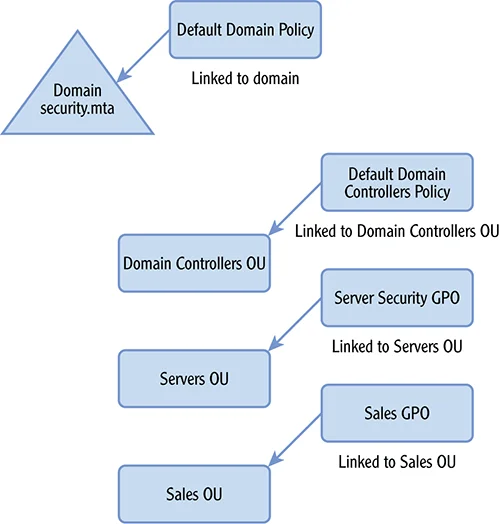 Default Domain Policy
Linked to domain
Domain
security.mta
Default Domain
Controllers Policy
Linked to Domain Controllers OU
Domain Controllers OU
Server Security GPO
Linked to Servers OU
Servers OU
Sales GPO
Linked to Sales OU
Sales OU